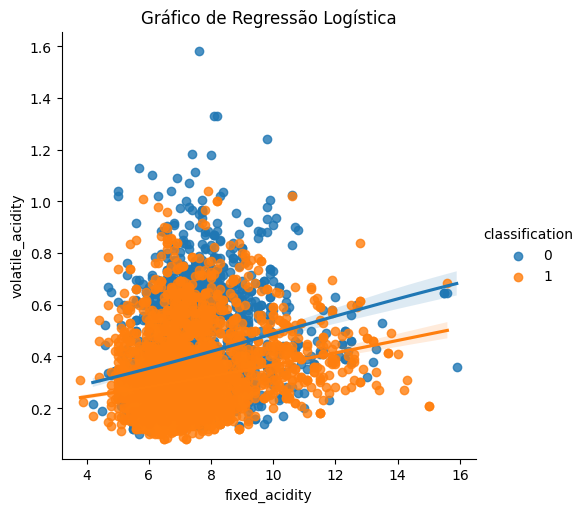 Gráfico de Regressão Logística
1.6
1.4
1.2
1.0
0.8
0.6
0.4
0.2
volatile_acidity
4 6 8 10 12 14 16
fixed_acidity
classification
0
1